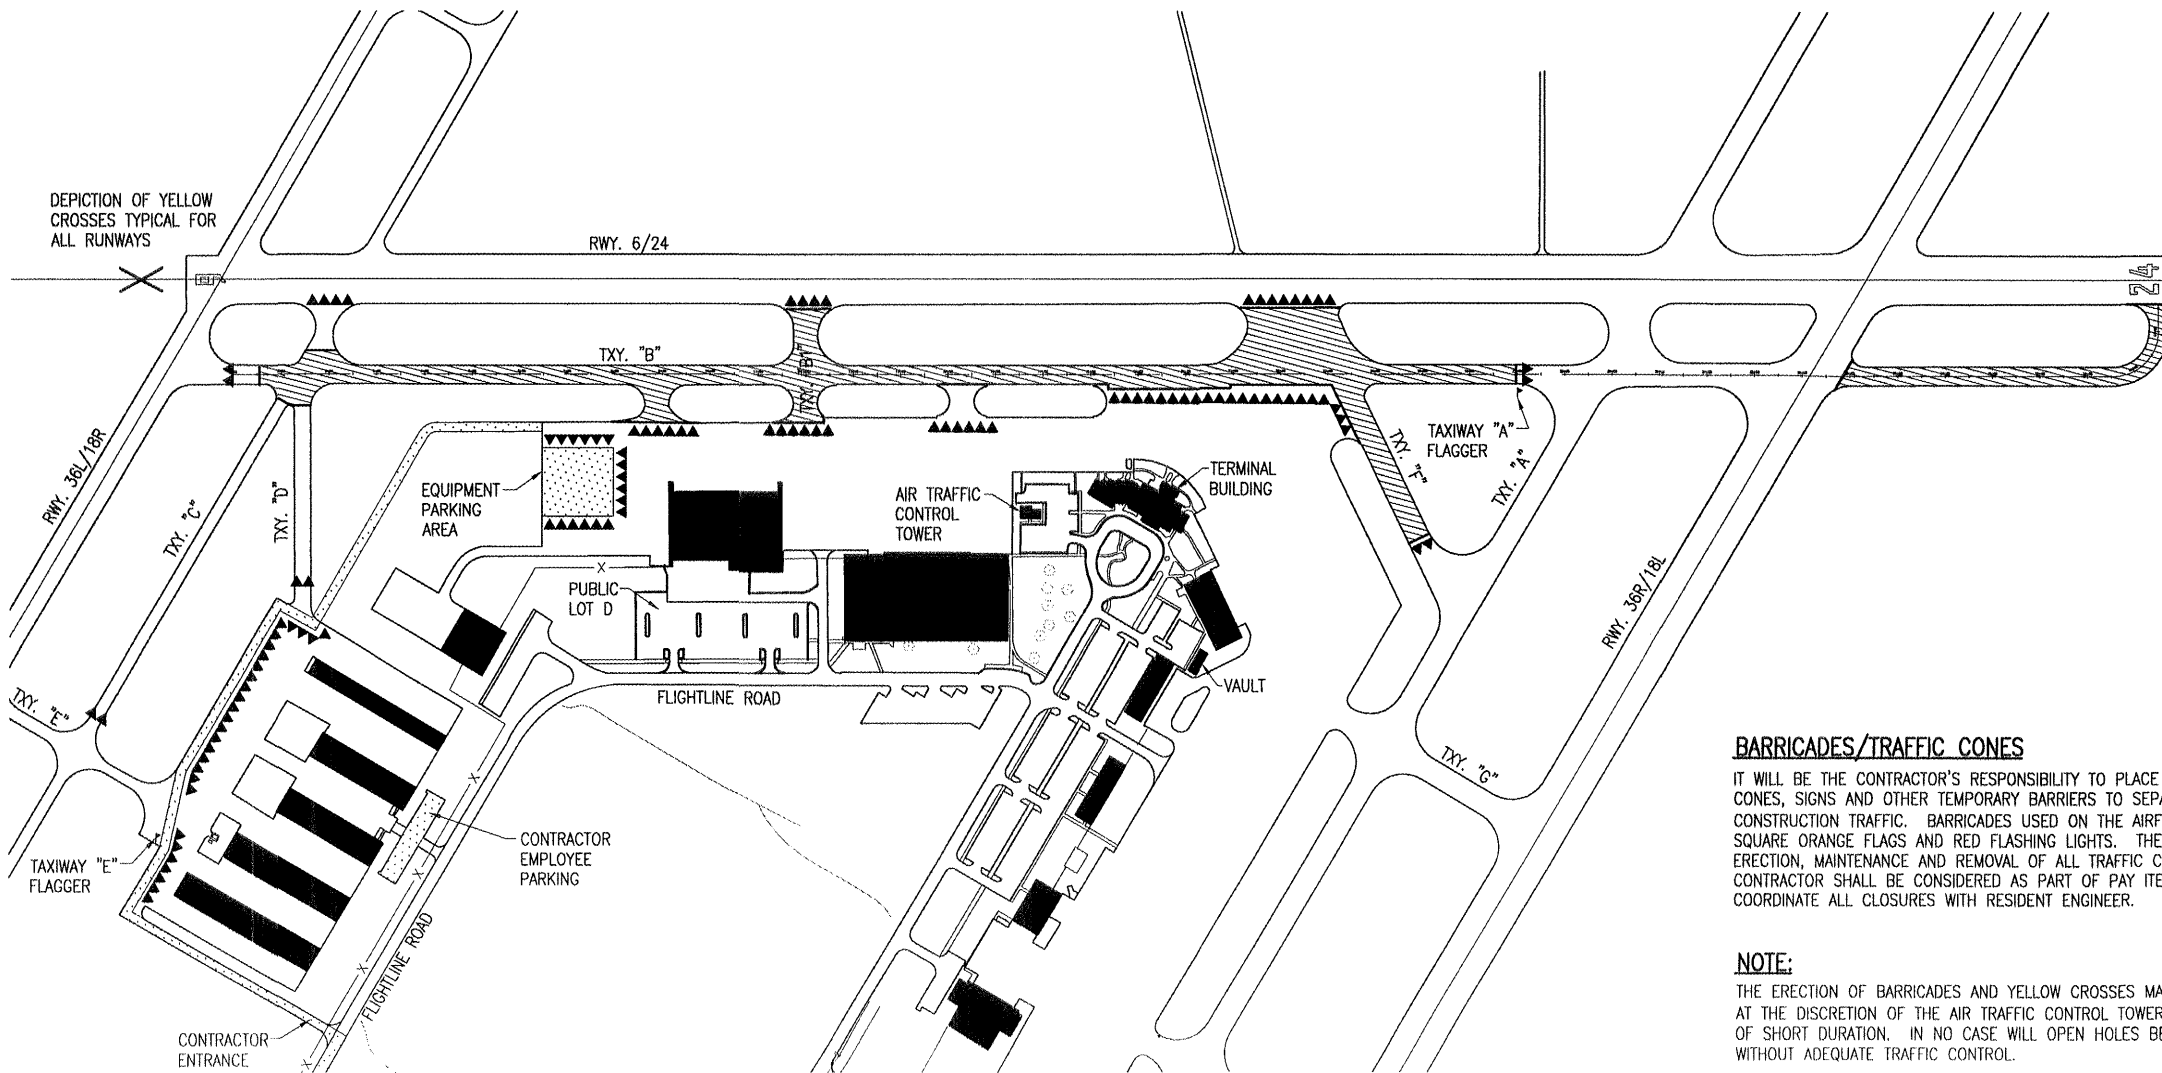 DEPICTION OF YELLOW
CROSSES TYPICAL FOR
ALL RUNWAYS
RWY. 6/24
24
TXY. "B"
TXY. "B1"
RWY. 36L/18R
TXY. "C"
TXY. "D"
EQUIPMENT
PARKING
AREA
AIR TRAFFIC
CONTROL
TOWER
TERMINAL
BUILDING
TXY. "F"
TAXIWAY "A"
FLAGGER
TXY. "A"
X
PUBLIC
LOT D
RWY. 36R/18L
FLIGHTLINE ROAD
VAULT
TXY. "E"
TXY. "G"
X
CONTRACTOR
EMPLOYEE
PARKING
TAXIWAY "E"
FLAGGER
X
X
FLIGHTLINE ROAD
CONTRACTOR
ENTRANCE
X
BARRICADES/TRAFFIC CONES
IT WILL BE THE CONTRACTOR'S RESPONSIBILITY TO PLACE
CONES, SIGNS AND OTHER TEMPORARY BARRIERS TO SEPA
CONSTRUCTION TRAFFIC. BARRICADES USED ON THE AIRF
SQUARE ORANGE FLAGS AND RED FLASHING LIGHTS. THE
ERECTION, MAINTENANCE AND REMOVAL OF ALL TRAFFIC C
CONTRACTOR SHALL BE CONSIDERED AS PART OF PAY ITE
COORDINATE ALL CLOSURES WITH RESIDENT ENGINEER.
NOTE:
THE ERECTION OF BARRICADES AND YELLOW CROSSES MA
AT THE DISCRETION OF THE AIR TRAFFIC CONTROL TOWER
OF SHORT DURATION. IN NO CASE WILL OPEN HOLES BE
WITHOUT ADEQUATE TRAFFIC CONTROL.